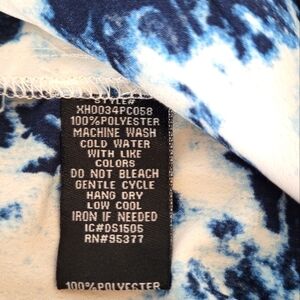 STYLE#
XH0034PC058
100%POLYESTER
MACHINE WASH
COLD WATER
WITH LIKE
COLORS
DO NOT BLEACH
GENTLE CYCLE
HANG DRY
LOW COOL
IRON IF NEEDED
IC#DS1505
RN#95377
100%POLYESTER